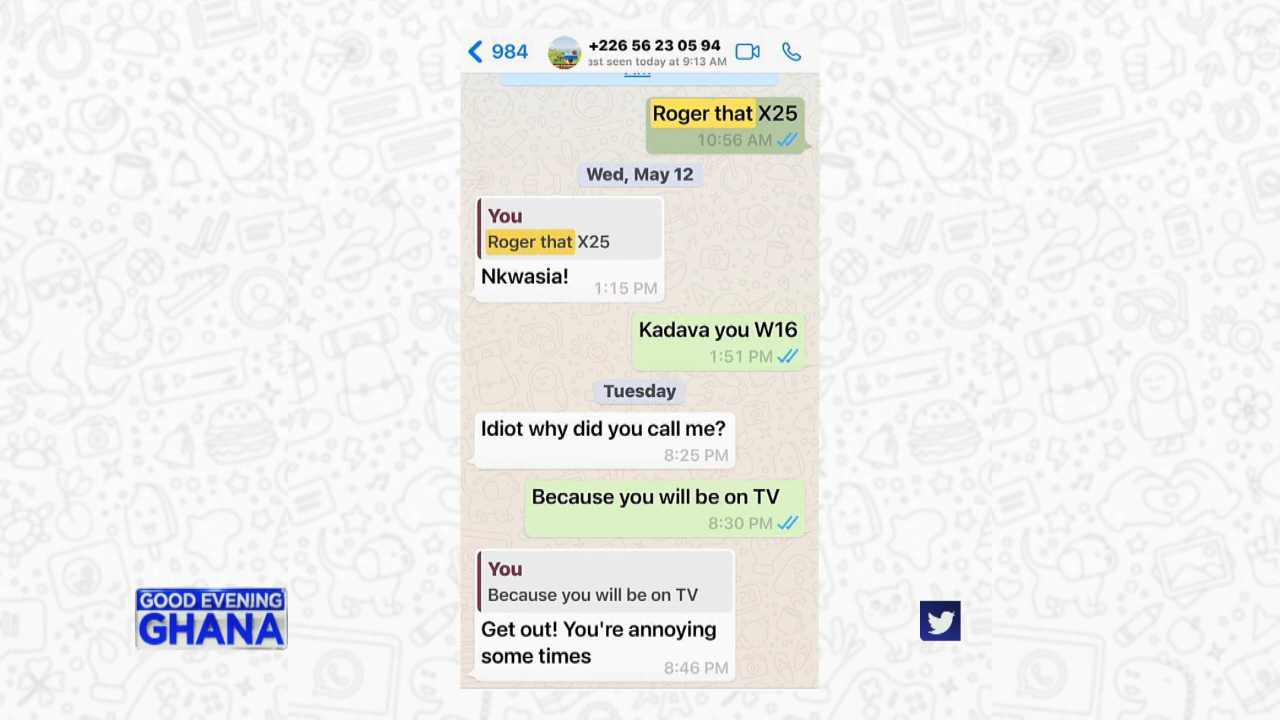 984
+226 56 23 05 94
ast seen today at 9:13 AM
Roger that X25
10:56 AM
Wed, May 12
You
Roger that X25
Nkwasia!
1:15 PM
Kadava you W16
1:51 PM
Tuesday
Idiot why did you call me?
8:25 PM
Because you will be on TV
8:30 PM
You
Because you will be on TV
Get out! You're annoying
some times
8:46 PM
GOOD EVENING
GHANA